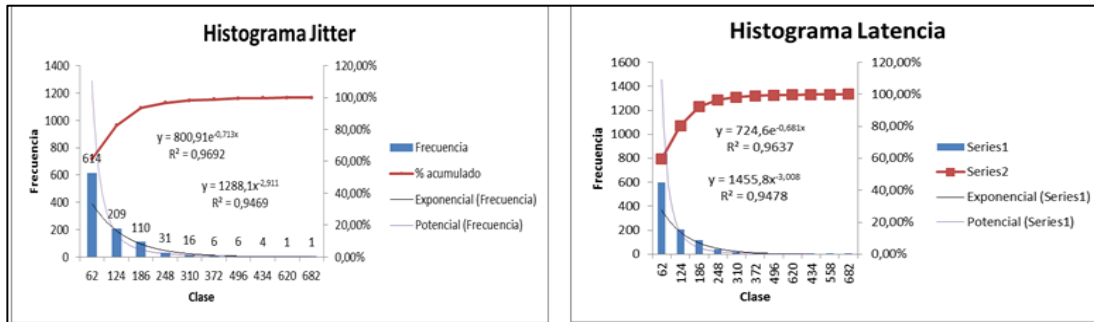 Histograma Jitter
1400
1200
1000
800
600
400
200
0
Frecuencia
120,00%
100,00%
80,00%
60,00%
40,00%
20,00%
0,00%
y = 800,91e^-0,713x
R² = 0,9692
y = 1288,1x^-2,911
R² = 0,9469
614
209
110
31
16
6
6
4
1
1
62 124 186 248 310 372 496 434 620 682
Clase
Frecuencia
% acumulado
Exponencial (Frecuencia)
Potencial (Frecuencia)
Histograma Latencia
1600
1400
1200
1000
800
600
400
200
0
Frecuencia
120,00%
100,00%
80,00%
60,00%
40,00%
20,00%
0,00%
y = 724,6e^-0,681x
R² = 0,9637
y = 1455,8x^-3,008
R² = 0,9478
62 124 186 248 310 372 496 620 434 558 682
Clase
Series1
Series2
Exponencial (Series1)
Potencial (Series1)